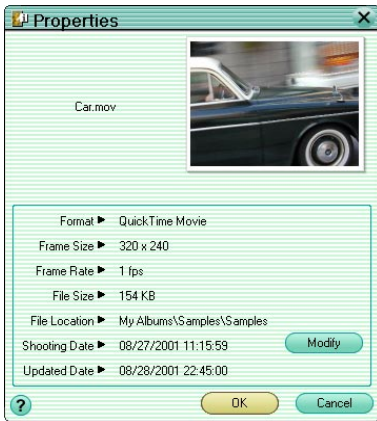 Properties
Car.mov
Format ▶ QuickTime Movie
Frame Size ▶ 320 x 240
Frame Rate ▶ 1 fps
File Size ▶ 154 KB
File Location ▶ My Albums\Samples\Samples
Shooting Date ▶ 08/27/2001 11:15:59
Modify
Updated Date ▶ 08/28/2001 22:45:00
? OK Cancel